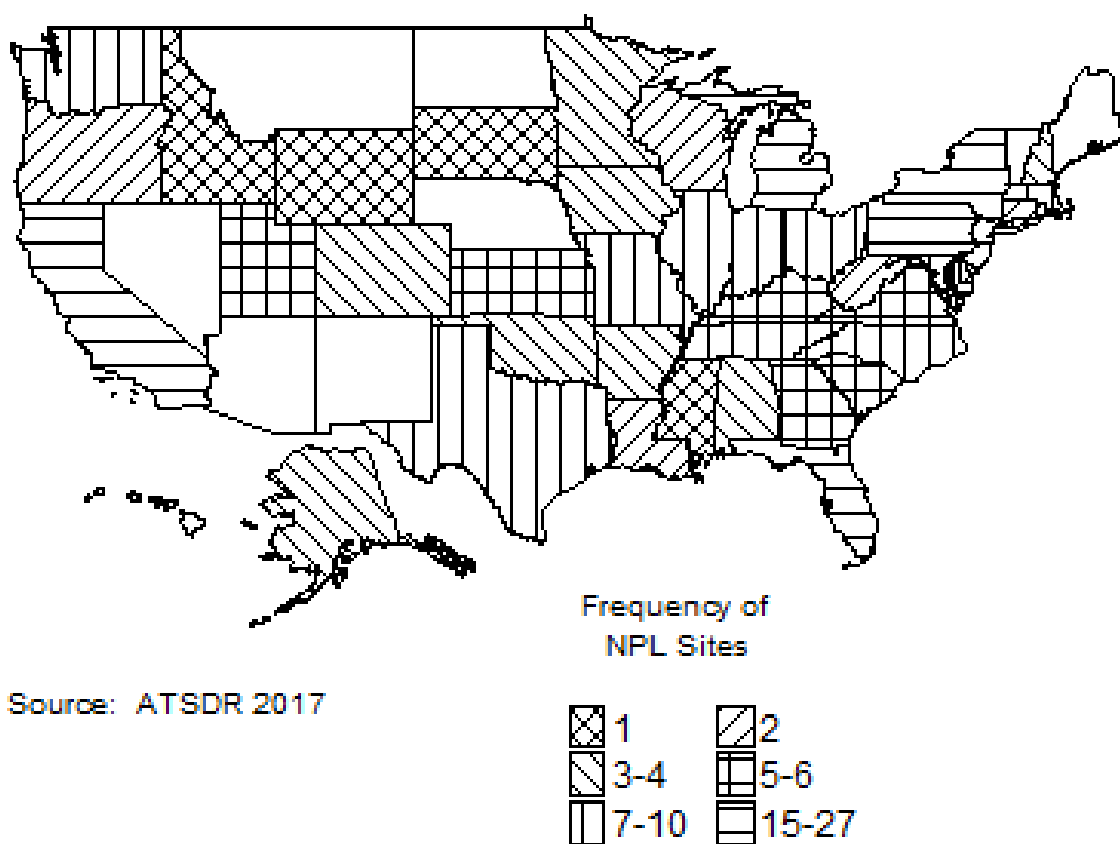 Frequency of
NPL Sites
Source: ATSDR 2017
1
2
3-4
5-6
7-10
15-27